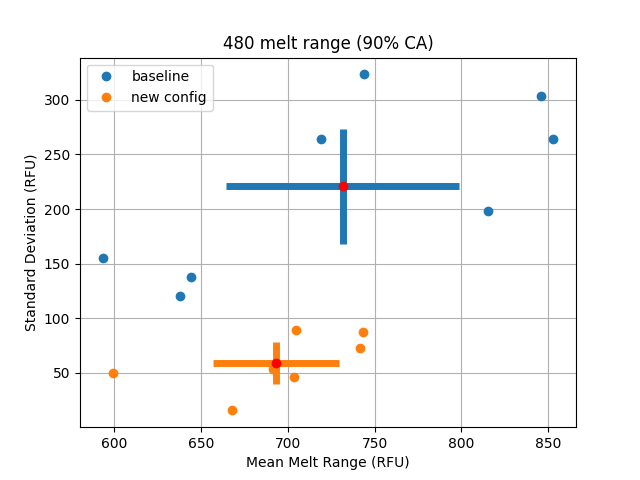 480 melt range (90% CA)
baseline
new config
Standard Deviation (RFU)
300
250
200
150
100
50
600 650 700 750 800 850
Mean Melt Range (RFU)